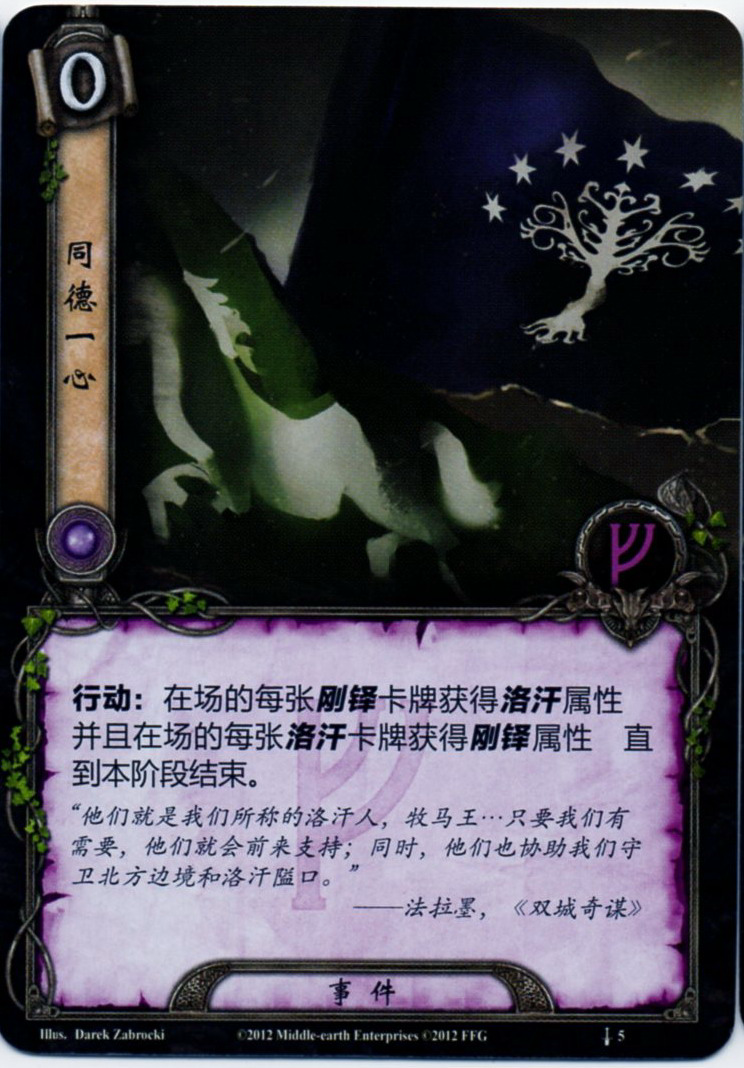 0
同德一心
行动：在场的每张刚铎卡牌获得洛汗属性
并且在场的每张洛汗卡牌获得刚铎属性 直
到本阶段结束。
“他们就是我们所称的洛汗人，牧马王…只要我们有
需要，他们就会前来支持；同时，他们也协助我们守
卫北方边境和洛汗隘口。”
——法拉墨，《双城奇谋》
事件
Illus. Darek Zabrocki ©2012 Middle-earth Enterprises ©2012 FFG 5